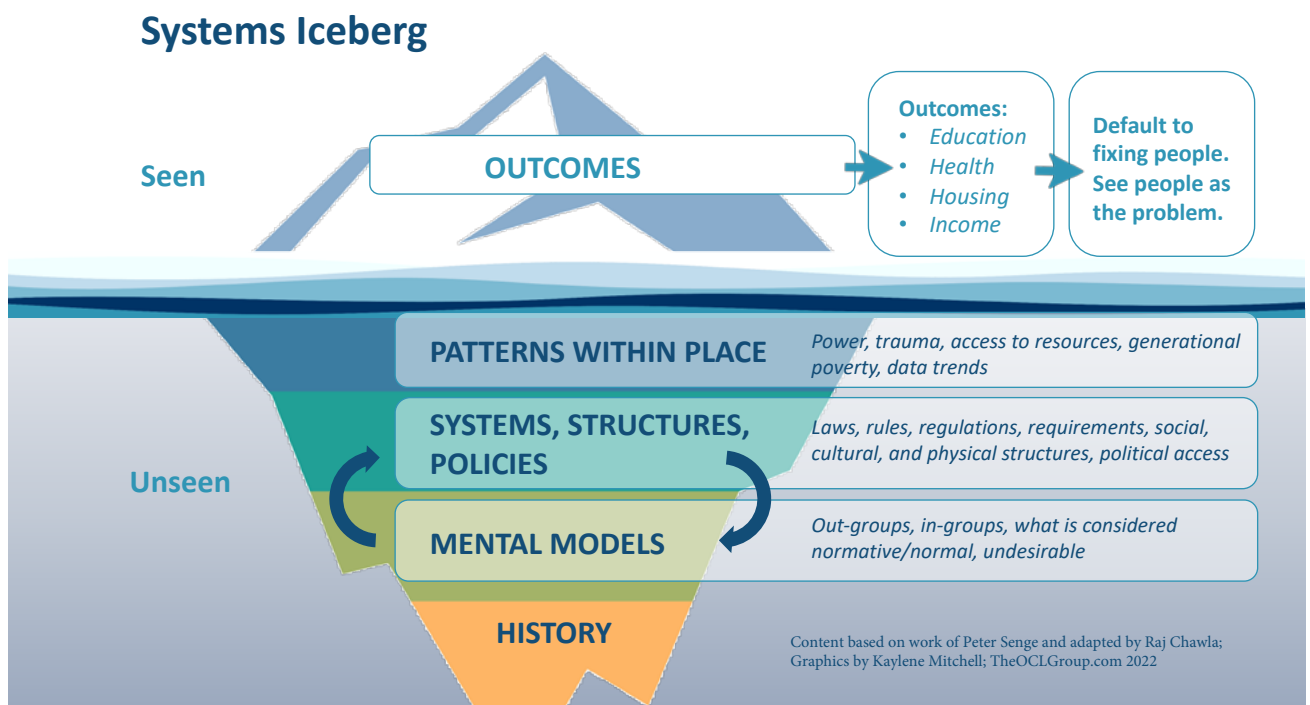 Systems Iceberg
Seen
OUTCOMES
Outcomes:
• Education
• Health
• Housing
• Income
Default to
fixing people.
See people as
the problem.
PATTERNS WITHIN PLACE
Power, trauma, access to resources, generational
poverty, data trends
SYSTEMS, STRUCTURES,
POLICIES
Laws, rules, regulations, requirements, social,
cultural, and physical structures, political access
Unseen
MENTAL MODELS
Out-groups, in-groups, what is considered
normative/normal, undesirable
HISTORY
Content based on work of Peter Senge and adapted by Raj Chawla;
Graphics by Kaylene Mitchell; TheOCLGroup.com 2022